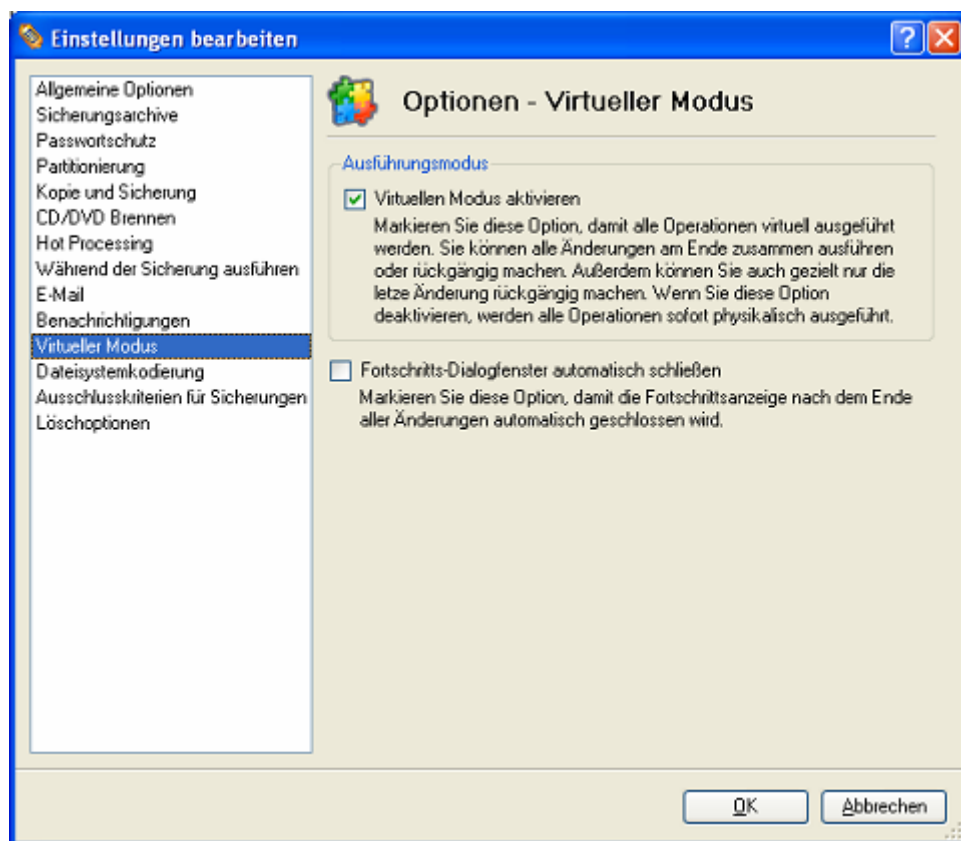 Einstellungen bearbeiten
Allgemeine Optionen
Sicherungsarchive
Passwortschutz
Partitionierung
Kopie und Sicherung
CD/DVD Brennen
Hot Processing
Während der Sicherung ausführen
E-Mail
Benachrichtigungen
Virtueller Modus
Dateisystemkodierung
Ausschlusskriterien für Sicherungen
Löschoptionen
Optionen - Virtueller Modus
Ausführungsmodus
Virtuellen Modus aktivieren
Markieren Sie diese Option, damit alle Operationen virtuell ausgeführt
werden. Sie können alle Änderungen am Ende zusammen ausführen
oder rückgängig machen. Außerdem können Sie auch gezielt nur die
letze Änderung rückgängig machen. Wenn Sie diese Option
deaktivieren, werden alle Operationen sofort physikalisch ausgeführt.
Fortschritts-Dialogfenster automatisch schließen
Markieren Sie diese Option, damit die Fortschrittsanzeige nach dem Ende
aller Änderungen automatisch geschlossen wird.
OK
Abbrechen